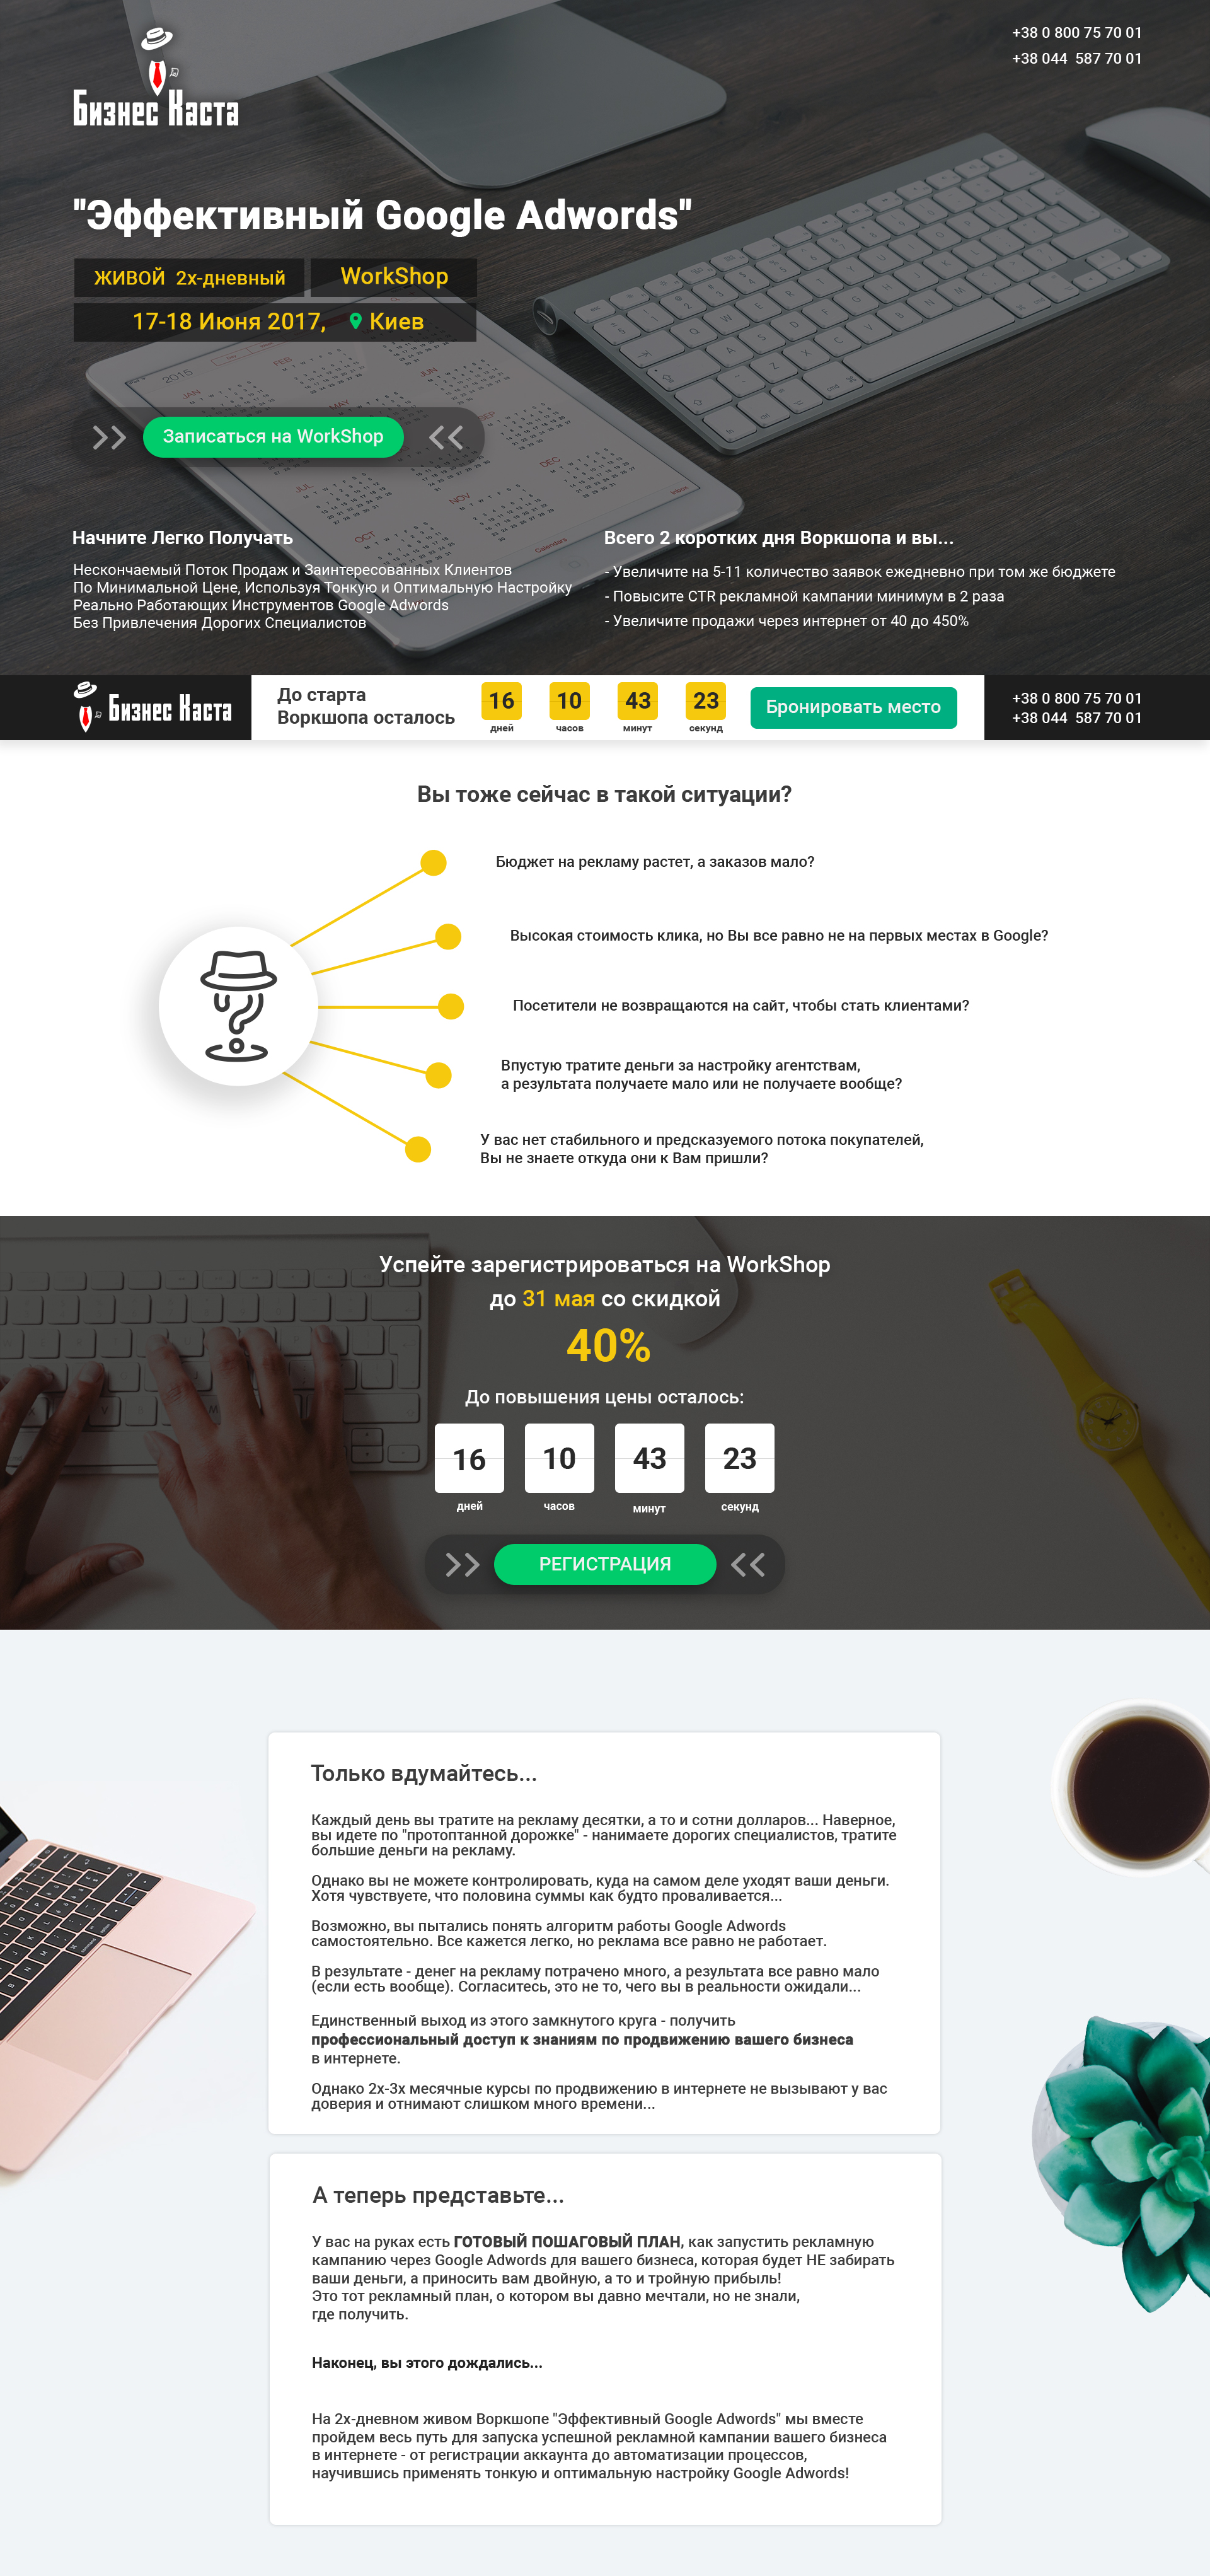 Бизнес Каста
+38 0 800 75 70 01
+38 044 587 70 01
"Эффективный Google Adwords"
ЖИВОЙ 2х-дневный
WorkShop
17-18 Июня 2017, Киев
2015
JAN
FEB
MAY
SEP
JUL
DEC
NOV
OCT
Calendars
Inbox
Записаться на WorkShop
Начните Легко Получать
Нескончаемый Поток Продаж и Заинтересованных Клиентов
По Минимальной Цене, Используя Тонкую и Оптимальную Настройку
Реально Работающих Инструментов Google Adwords
Без Привлечения Дорогих Специалистов
Всего 2 коротких дня Воркшопа и вы...
- Увеличите на 5-11 количество заявок ежедневно при том же бюджете
- Повысите CTR рекламной кампании минимум в 2 раза
- Увеличите продажи через интернет от 40 до 450%
Бизнес Каста
До старта
Воркшопа осталось
16 10 43 23
дней часов минут секунд
Бронировать место
+38 0 800 75 70 01
+38 044 587 70 01
Вы тоже сейчас в такой ситуации?
Бюджет на рекламу растет, а заказов мало?
Высокая стоимость клика, но Вы все равно не на первых местах в Google?
Посетители не возвращаются на сайт, чтобы стать клиентами?
Впустую тратите деньги за настройку агентствам,
а результата получаете мало или не получаете вообще?
У вас нет стабильного и предсказуемого потока покупателей,
Вы не знаете откуда они к Вам пришли?
Успейте зарегистрироваться на WorkShop
до 31 мая со скидкой
40%
До повышения цены осталось:
16 10 43 23
дней часов минут секунд
РЕГИСТРАЦИЯ
Только вдумайтесь...
Каждый день вы тратите на рекламу десятки, а то и сотни долларов... Наверное,
вы идете по "протоптанной дорожке" - нанимаете дорогих специалистов, тратите
большие деньги на рекламу.
Однако вы не можете контролировать, куда на самом деле уходят ваши деньги.
Хотя чувствуете, что половина суммы как будто проваливается...
Возможно, вы пытались понять алгоритм работы Google Adwords
самостоятельно. Все кажется легко, но реклама все равно не работает.
В результате - денег на рекламу потрачено много, а результата все равно мало
(если есть вообще). Согласитесь, это не то, чего вы в реальности ожидали...
Единственный выход из этого замкнутого круга - получить
профессиональный доступ к знаниям по продвижению вашего бизнеса
в интернете.
Однако 2х-3х месячные курсы по продвижению в интернете не вызывают у вас
доверия и отнимают слишком много времени...
А теперь представьте...
У вас на руках есть ГОТОВЫЙ ПОШАГОВЫЙ ПЛАН, как запустить рекламную
кампанию через Google Adwords для вашего бизнеса, которая будет НЕ забирать
ваши деньги, а приносить вам двойную, а то и тройную прибыль!
Это тот рекламный план, о котором вы давно мечтали, но не знали,
где получить.
Наконец, вы этого дождались...
На 2х-дневном живом Воркшопе "Эффективный Google Adwords" мы вместе
пройдем весь путь для запуска успешной рекламной кампании вашего бизнеса
в интернете - от регистрации аккаунта до автоматизации процессов,
научившись применять тонкую и оптимальную настройку Google Adwords!